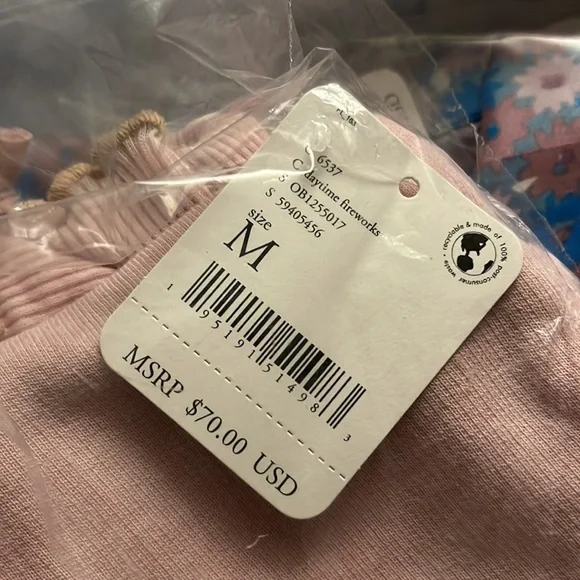 6537
C daytime fireworks
S OB1255017
S 59405456
size
M
1 95191 51498 3
MSRP $70.00 USD
recyclable & made of 100% post-consumer waste